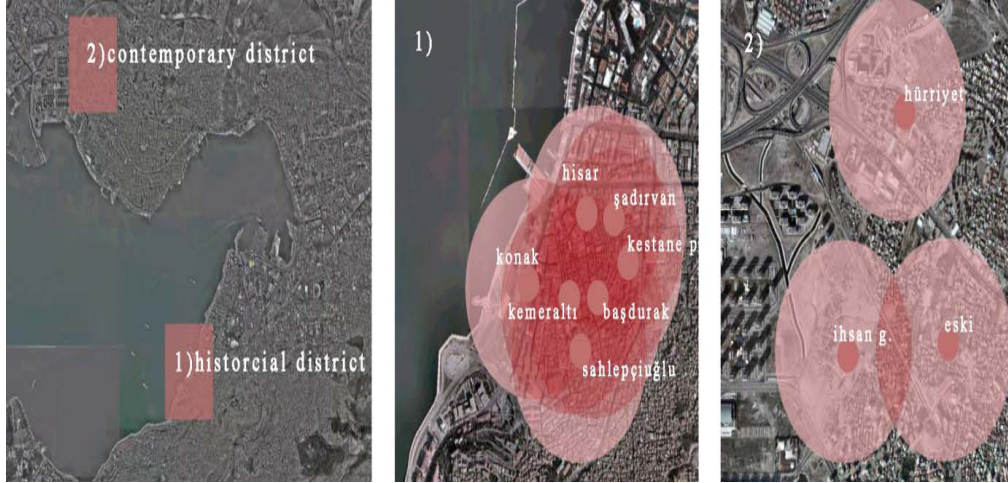 2)contemporary district
1)historcial district
1)
hisar
şadırvan
kestane p
konak
kemeraltı
başdurak
sahlepçiuğlu
2)
hürriyet
ihsan g.
eski